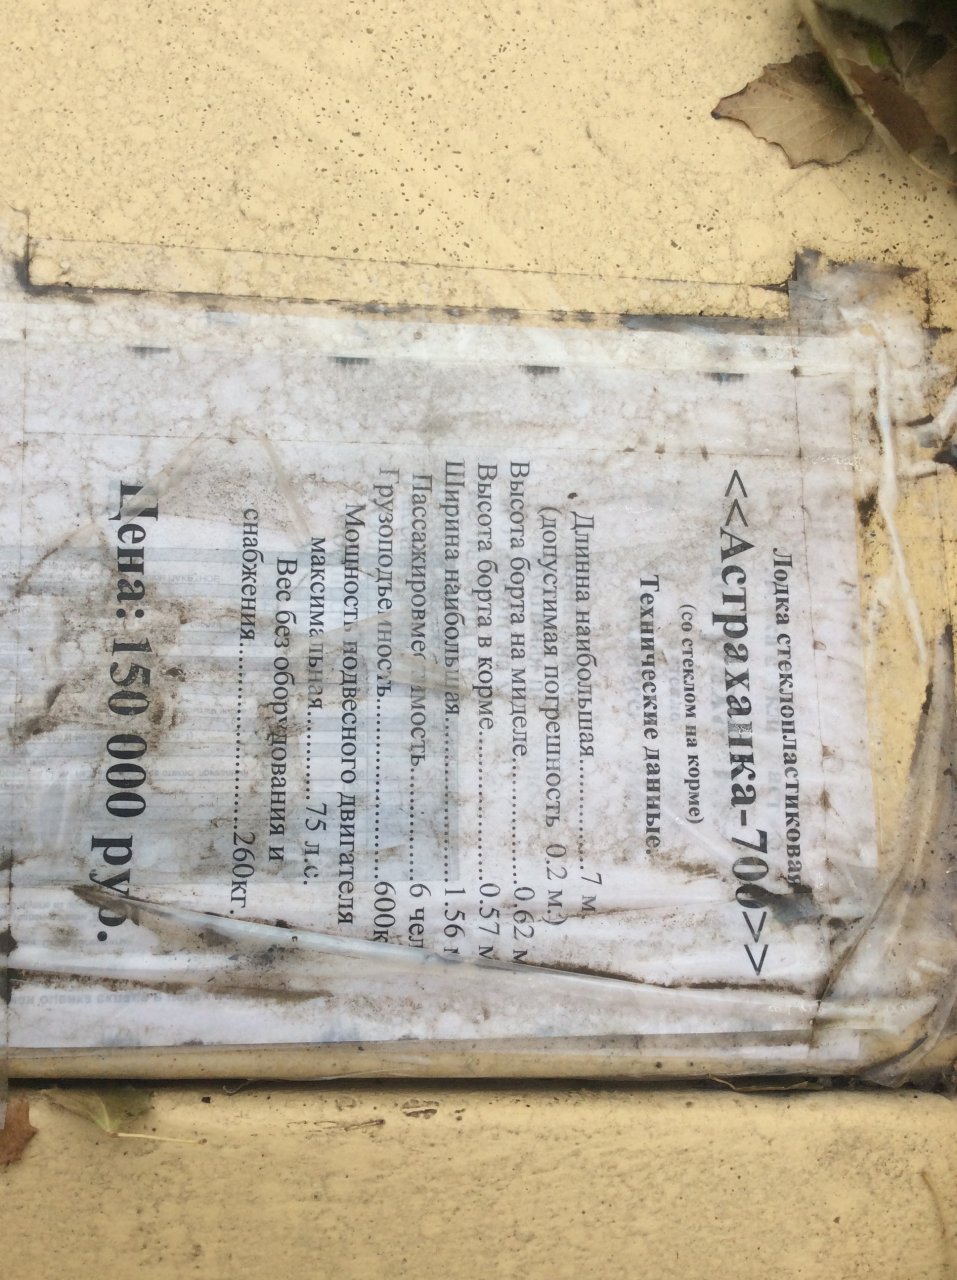 Лодка стеклопластиковая
<<Астраханка-700>>
(со стеклом на корме)
Технические данные.
Длинна наибольшая............7 м.
(допустимая погрешность 0.2 м.)
Высота борта на миделе..............0.62 м
Высота борта в корме...............0.57 м
Ширина наибольшая................1.56 м
Пассажировместимость............6 чел
Грузоподъемность....................600к
Мощность подвесного двигателя
максимальная...........75 л.с.
Вес без оборудования и
снабжения......................260кг.
Цена: 150 000 руб.